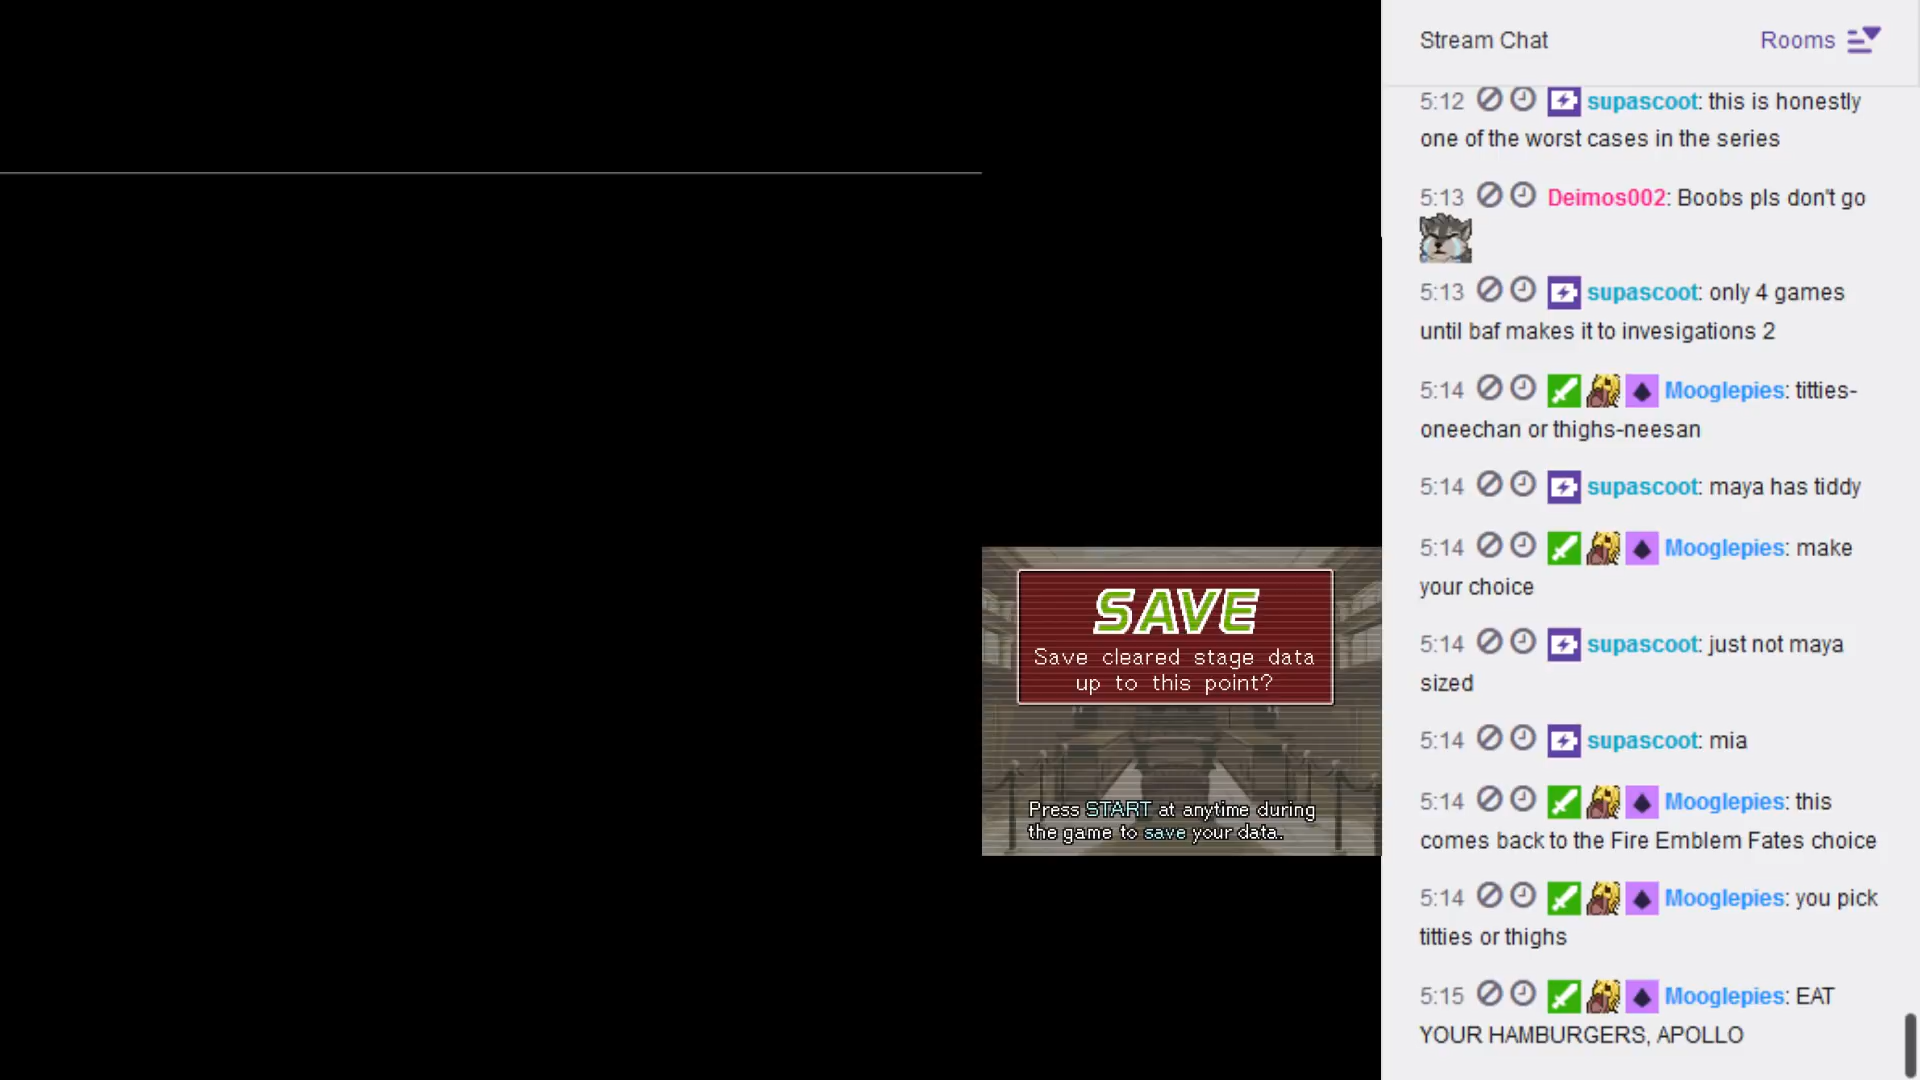 SAVE
Save cleared stage data
up to this point?
Press START at anytime during
the game to save your data.
Stream Chat
Rooms
5:12 supascoot: this is honestly
one of the worst cases in the series
5:13 Deimos002: Boobs pls don't go
5:13 supascoot: only 4 games
until baf makes it to invesigations 2
5:14 Mooglepies: titties-
oneechan or thighs-neesan
5:14 supascoot: maya has tiddy
5:14 Mooglepies: make
your choice
5:14 supascoot: just not maya
sized
5:14 supascoot: mia
5:14 Mooglepies: this
comes back to the Fire Emblem Fates choice
5:14 Mooglepies: you pick
titties or thighs
5:15 Mooglepies: EAT
YOUR HAMBURGERS, APOLLO